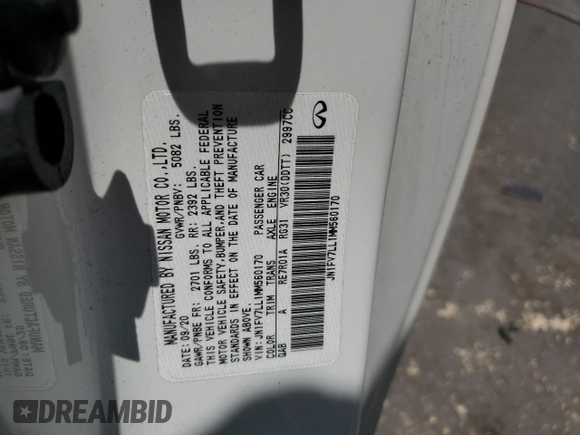 MANUFACTURED BY NISSAN MOTOR CO.,LTD.
DATE: 09/20 GVWR/PNBV: 5082 LBS.
GAWR/PNBE FR: 2701 LBS. RR: 2392 LBS.
THIS VEHICLE CONFORMS TO ALL APPLICABLE FEDERAL
MOTOR VEHICLE SAFETY,BUMPER,AND THEFT PREVENTION
STANDARDS IN EFFECT ON THE DATE OF MANUFACTURE
SHOWN ABOVE.
VIN: JN1FV7LL1MM560170 PASSENGER CAR
COLOR TRIM TRANS AXLE ENGINE
QAB A RE7R01A RG31 VR30(DDTT) 2997CC
JN1FV7LL1MM560170
DREAMBID